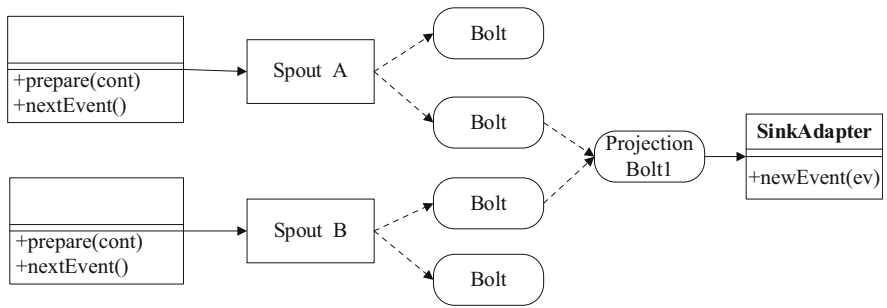 +prepare(cont)
+nextEvent()
Spout A
Bolt
Bolt
Projection
Bolt1
SinkAdapter
+newEvent(ev)
+prepare(cont)
+nextEvent()
Spout B
Bolt
Bolt